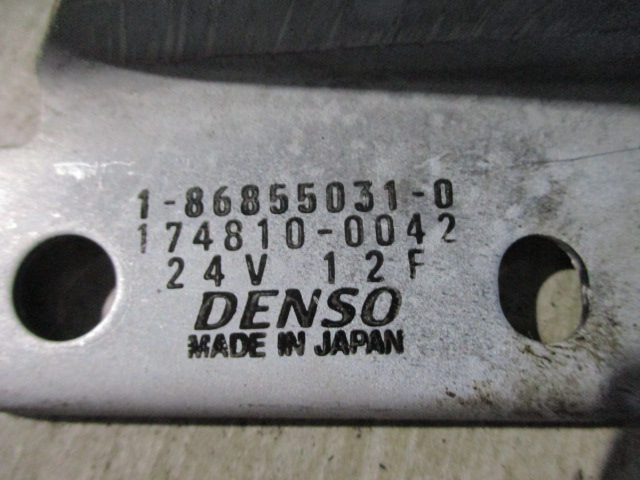 1-86855031-0
174810-0042
24V 12F
DENSO
MADE IN JAPAN